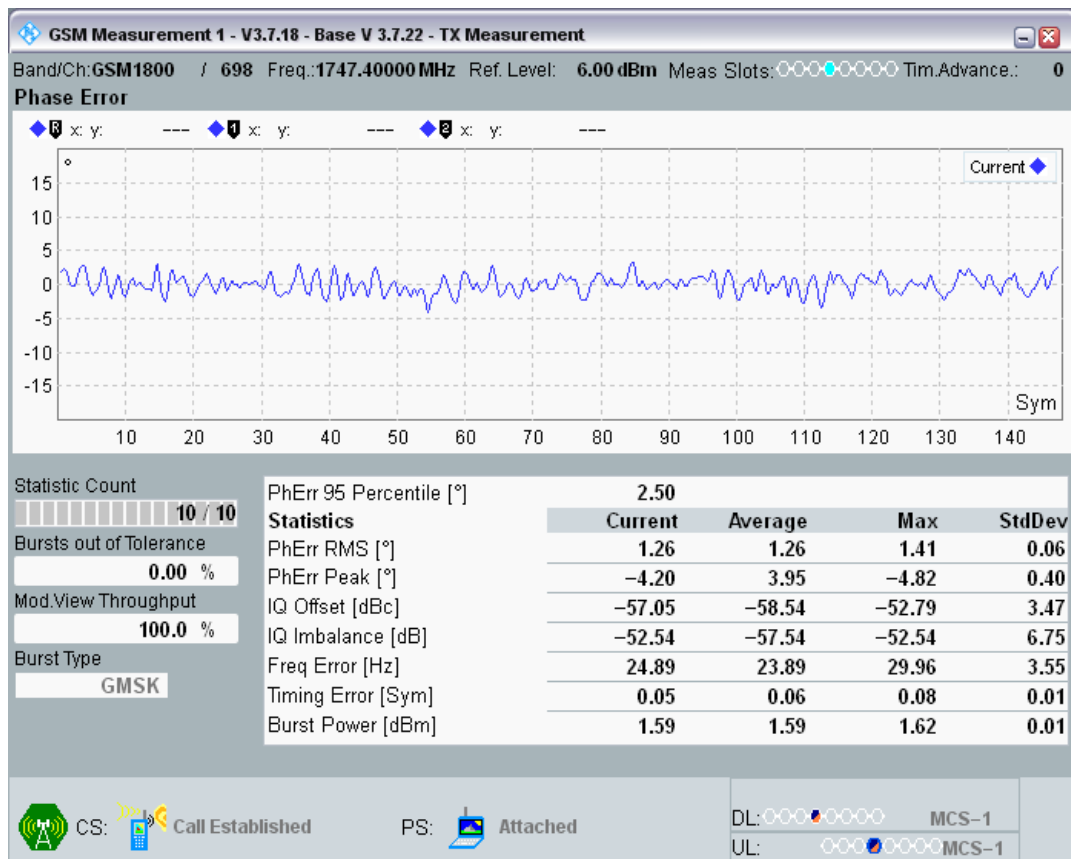 GSM Measurement 1 - V3.7.18 - Base V 3.7.22 - TX Measurement
Band/Ch:GSM1800 / 698 Freq.:1747.40000 MHz Ref. Level: 6.00 dBm Meas Slots: Tim.Advance.: 0
Phase Error
R x: y: --- 1 x: y: --- 2 x: y: ---
° Current
15
10
5
0
-5
-10
-15
Sym
10 20 30 40 50 60 70 80 90 100 110 120 130 140
Statistic Count
10 / 10
Bursts out of Tolerance
0.00 %
Mod.View Throughput
100.0 %
Burst Type
GMSK
PhErr 95 Percentile [°] 2.50
Statistics Current Average Max StdDev
PhErr RMS [°] 1.26 1.26 1.41 0.06
PhErr Peak [°] −4.20 3.95 −4.82 0.40
IQ Offset [dBc] −57.05 −58.54 −52.79 3.47
IQ Imbalance [dB] −52.54 −57.54 −52.54 6.75
Freq Error [Hz] 24.89 23.89 29.96 3.55
Timing Error [Sym] 0.05 0.06 0.08 0.01
Burst Power [dBm] 1.59 1.59 1.62 0.01
CS: Call Established PS: Attached
DL: MCS−1
UL: MCS−1